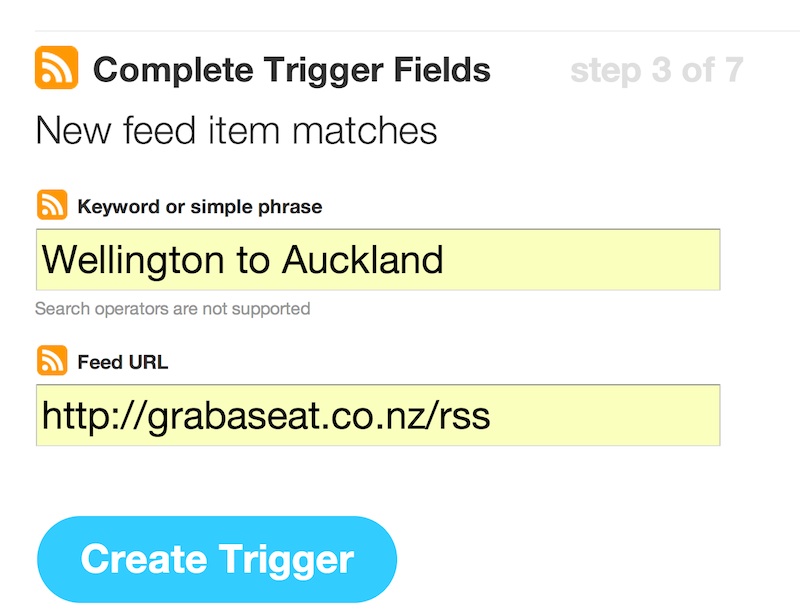 Complete Trigger Fields
step 3 of 7
New feed item matches
Keyword or simple phrase
Wellington to Auckland
Search operators are not supported
Feed URL
http://grabaseat.co.nz/rss
Create Trigger